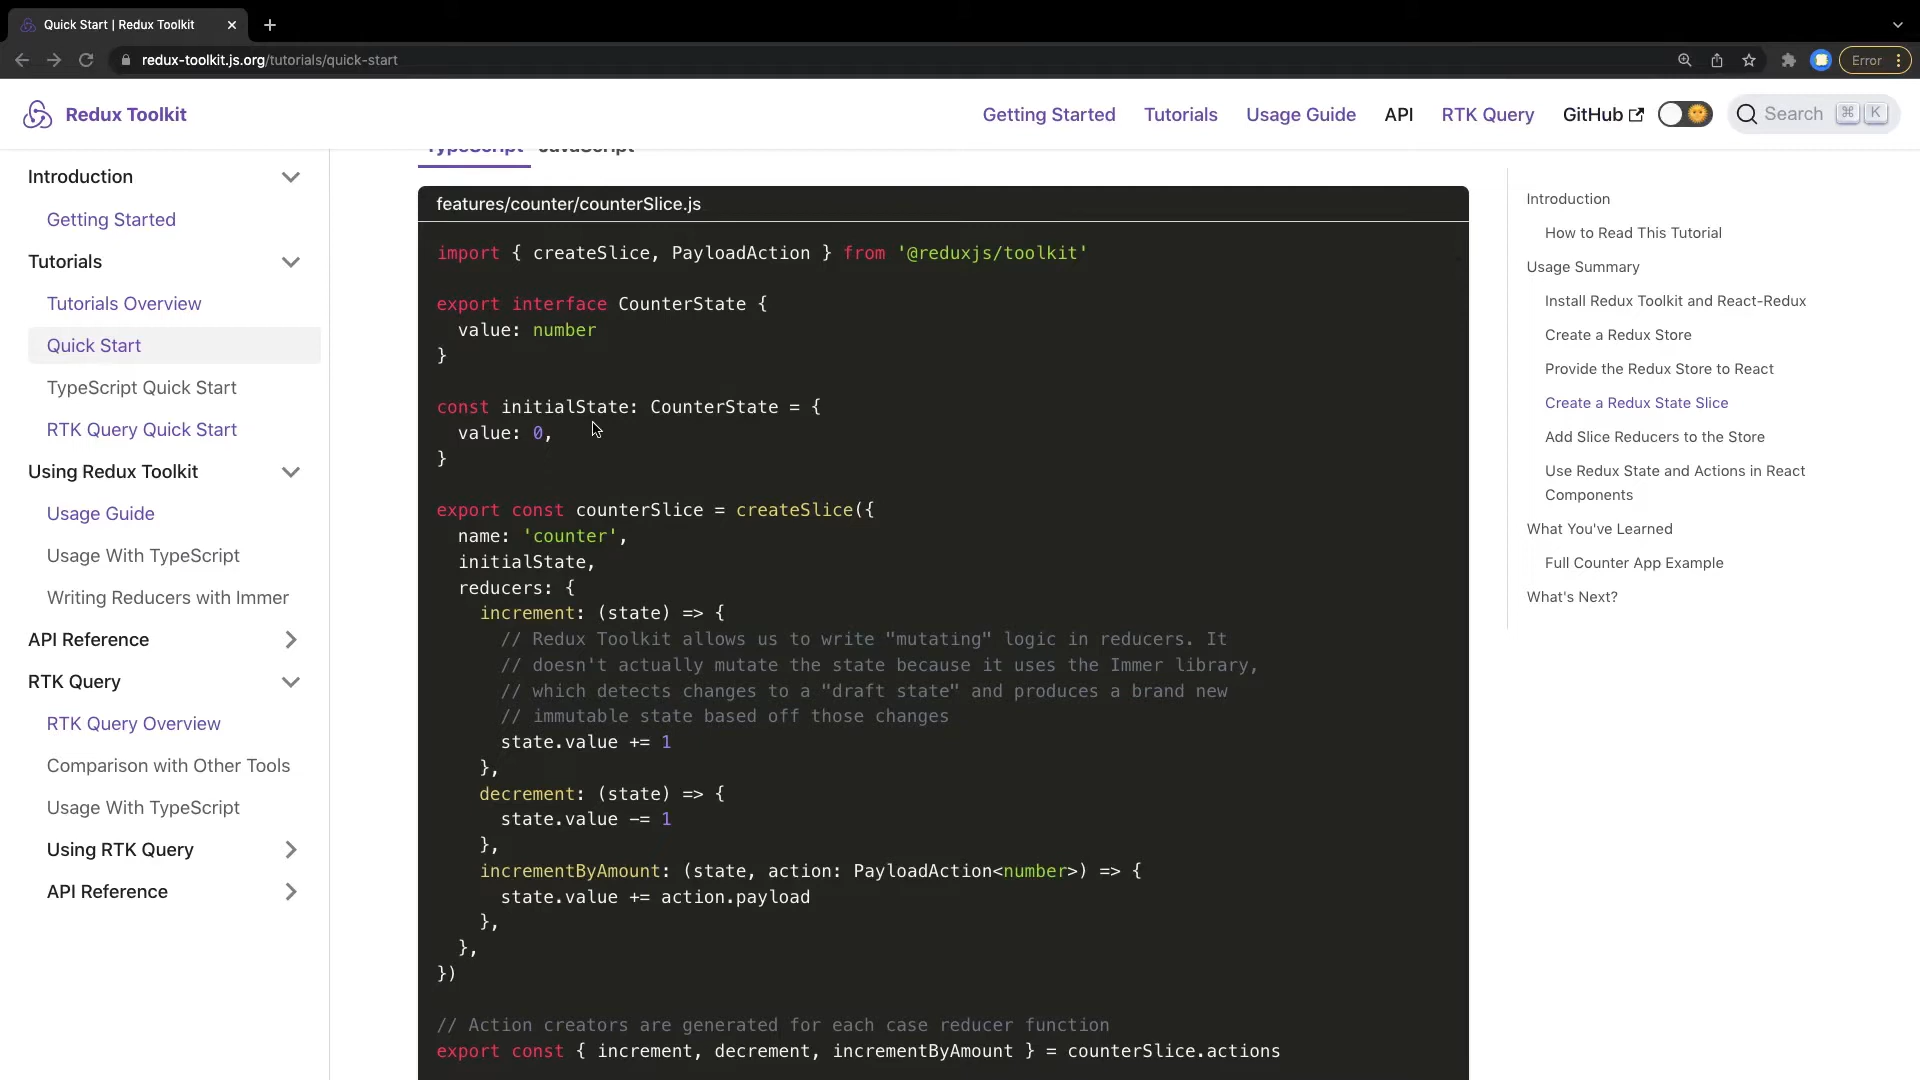 Quick Start | Redux Toolkit
redux-toolkit.js.org/tutorials/quick-start
Error
Redux Toolkit
Getting Started
Tutorials
Usage Guide
API
RTK Query
GitHub
Search ⌘ K
Introduction
Getting Started
Tutorials
Tutorials Overview
Quick Start
TypeScript Quick Start
RTK Query Quick Start
Using Redux Toolkit
Usage Guide
Usage With TypeScript
Writing Reducers with Immer
API Reference
RTK Query
RTK Query Overview
Comparison with Other Tools
Usage With TypeScript
Using RTK Query
API Reference
TypeScript JavaScript
features/counter/counterSlice.js
import { createSlice, PayloadAction } from '@reduxjs/toolkit'
export interface CounterState {
value: number
}
const initialState: CounterState = {
value: 0,
}
export const counterSlice = createSlice({
name: 'counter',
initialState,
reducers: {
increment: (state) => {
// Redux Toolkit allows us to write "mutating" logic in reducers. It
// doesn't actually mutate the state because it uses the Immer library,
// which detects changes to a "draft state" and produces a brand new
// immutable state based off those changes
state.value += 1
},
decrement: (state) => {
state.value -= 1
},
incrementByAmount: (state, action: PayloadAction<number>) => {
state.value += action.payload
},
},
})
// Action creators are generated for each case reducer function
export const { increment, decrement, incrementByAmount } = counterSlice.actions
Introduction
How to Read This Tutorial
Usage Summary
Install Redux Toolkit and React-Redux
Create a Redux Store
Provide the Redux Store to React
Create a Redux State Slice
Add Slice Reducers to the Store
Use Redux State and Actions in React
Components
What You've Learned
Full Counter App Example
What's Next?